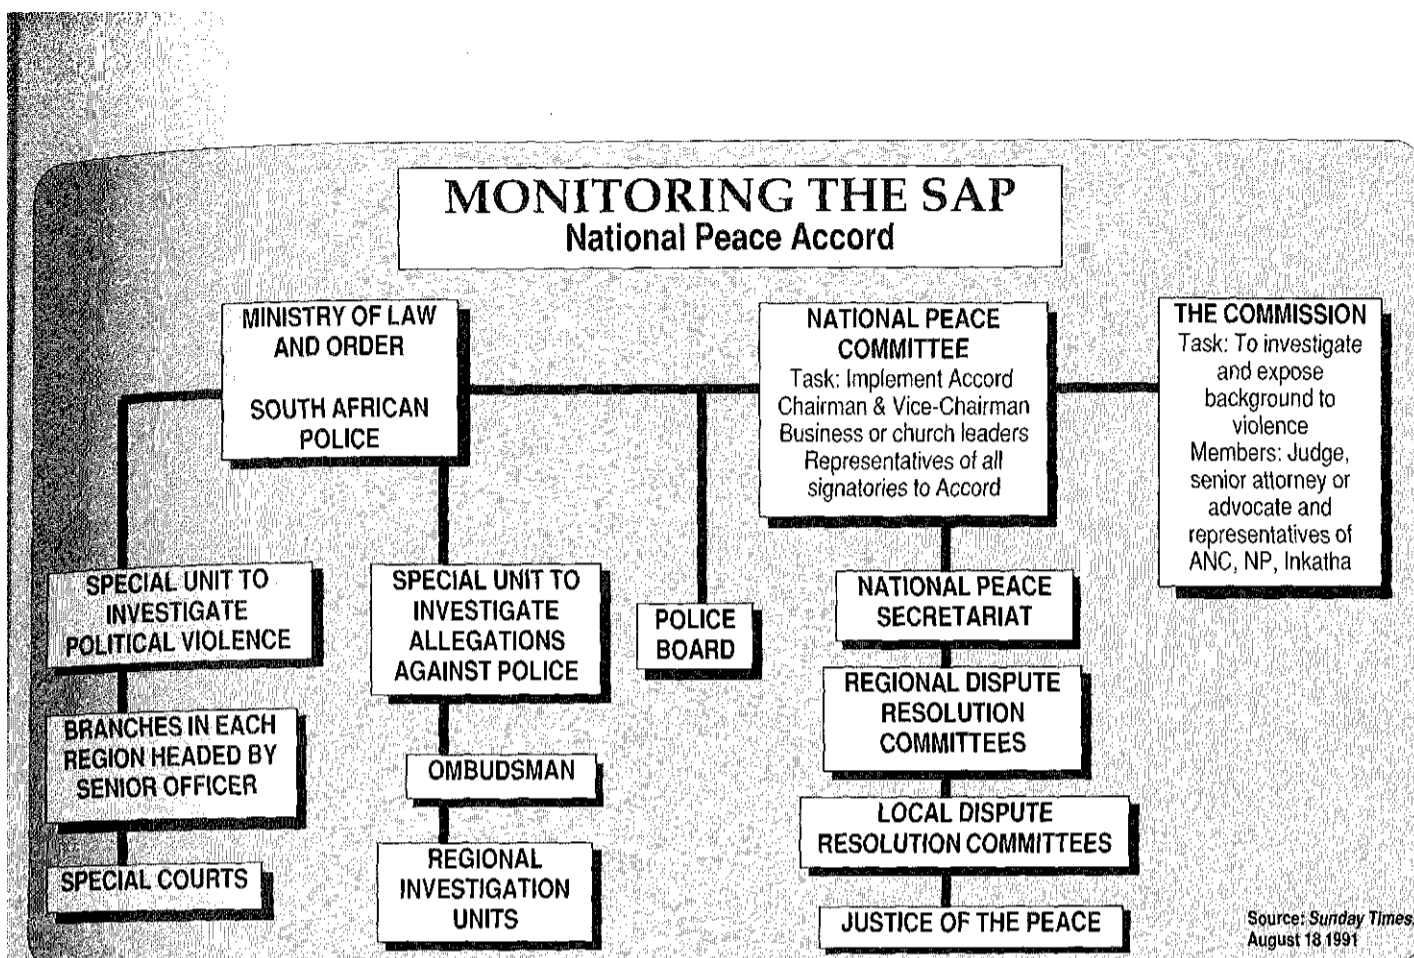 MONITORING THE SAP
National Peace Accord
MINISTRY OF LAW
AND ORDER
SOUTH AFRICAN
POLICE
NATIONAL PEACE
COMMITTEE
Task: Implement Accord
Chairman & Vice-Chairman
Business or church leaders
Representatives of all
signatories to Accord
THE COMMISSION
Task: To investigate
and expose
background to
violence
Members: Judge,
senior attorney or
advocate and
representatives of
ANC, NP, Inkatha
SPECIAL UNIT TO
INVESTIGATE
POLITICAL VIOLENCE
BRANCHES IN EACH
REGION HEADED BY
SENIOR OFFICER
SPECIAL COURTS
SPECIAL UNIT TO
INVESTIGATE
ALLEGATIONS
AGAINST POLICE
OMBUDSMAN
REGIONAL
INVESTIGATION
UNITS
POLICE
BOARD
NATIONAL PEACE
SECRETARIAT
REGIONAL DISPUTE
RESOLUTION
COMMITTEES
LOCAL DISPUTE
RESOLUTION COMMITTEES
JUSTICE OF THE PEACE
Source: Sunday Times,
August 18 1991